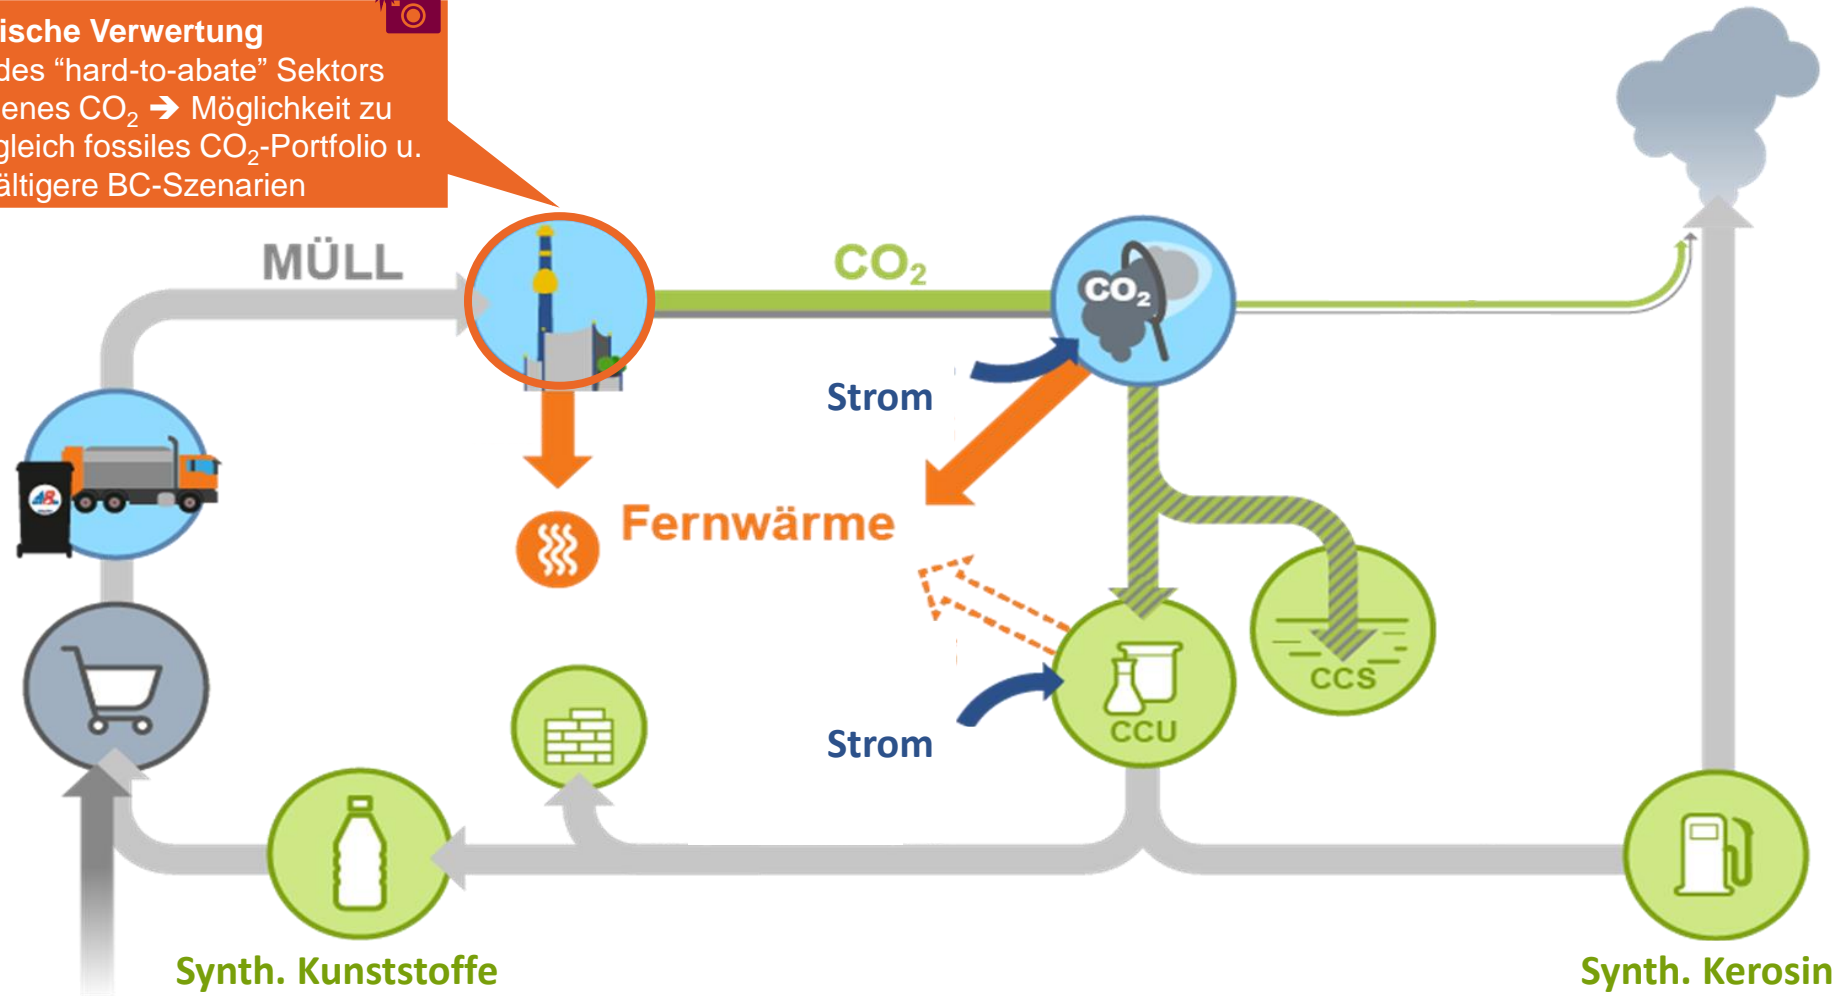 ische Verwertung
des “hard-to-abate” Sektors
enes CO₂ ➔ Möglichkeit zu
gleich fossiles CO₂-Portfolio u.
ältigere BC-Szenarien
MÜLL
CO₂
CO₂
Strom
Fernwärme
CCS
CCU
Strom
Synth. Kunststoffe
Synth. Kerosin